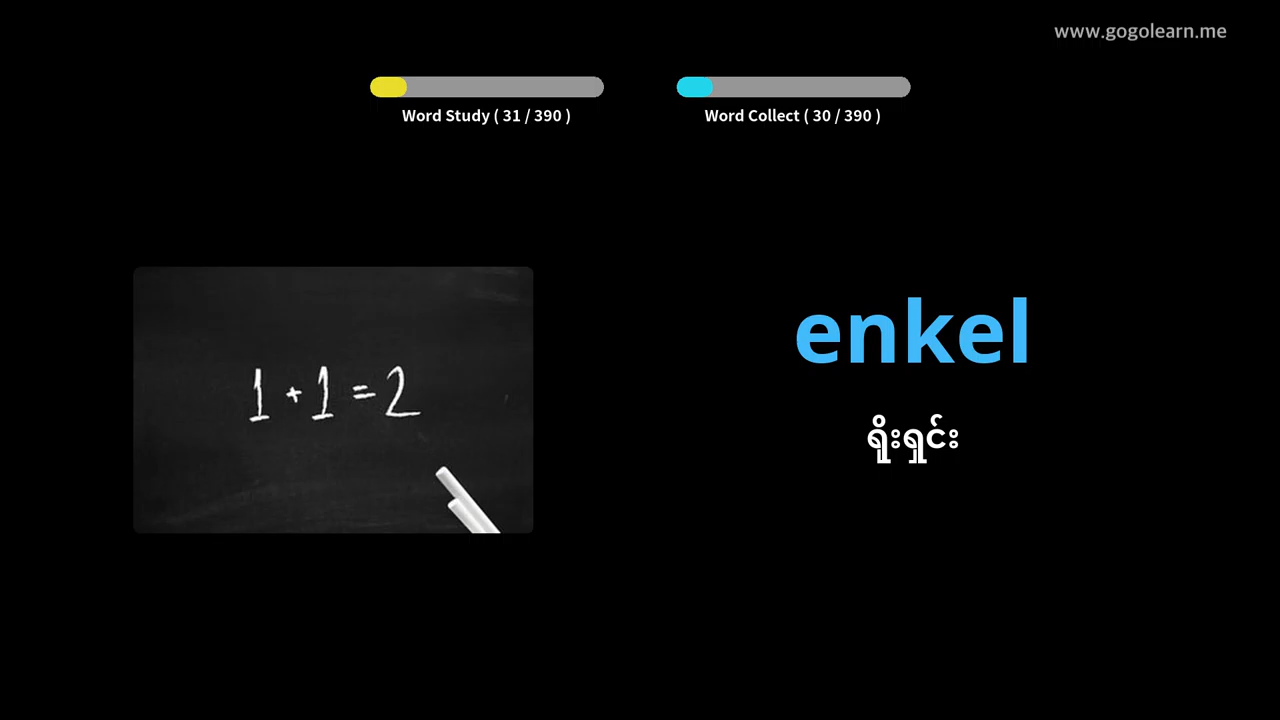 www.gogolearn.me
Word Study ( 31 / 390 )
Word Collect ( 30 / 390 )
1 + 1 = 2
enkel
ရိုးရှင်း